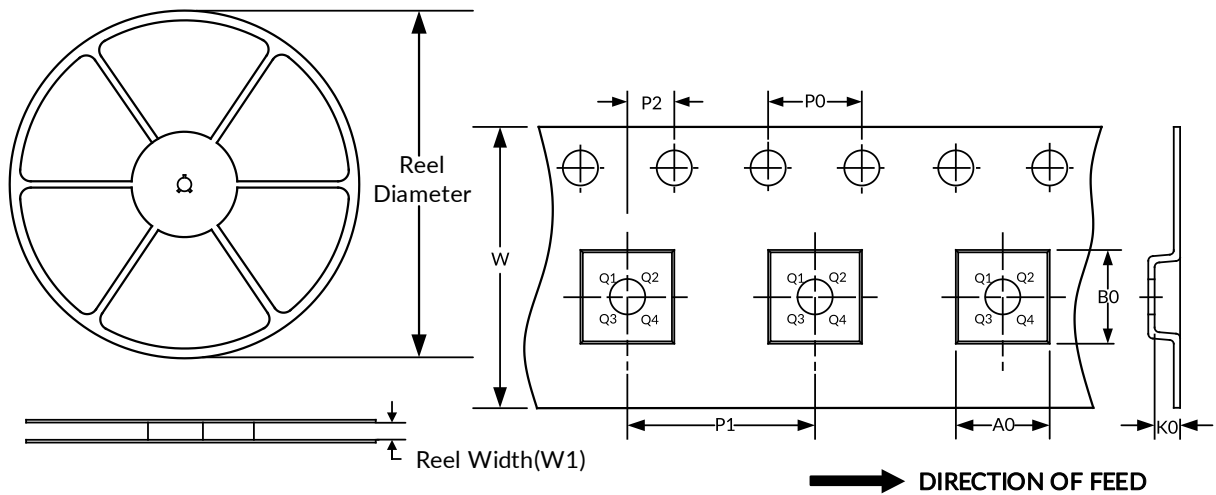 P2
P0
Reel
Diameter
W
Q1 Q2
Q3 Q4
Q1 Q2
Q3 Q4
Q1 Q2
Q3 Q4
B0
P1
A0
K0
Reel Width(W1)
DIRECTION OF FEED